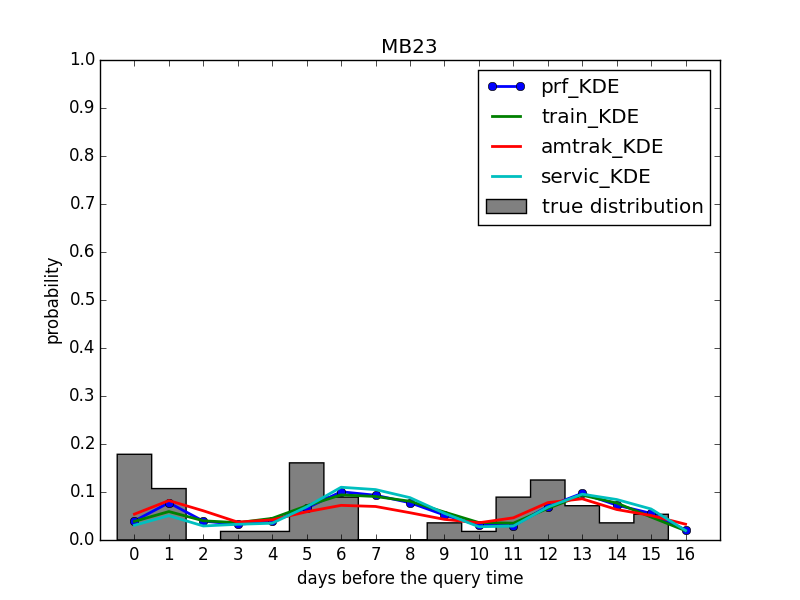 MB23
prf_KDE
train_KDE
amtrak_KDE
servic_KDE
true distribution
1.0
0.9
0.8
0.7
0.6
0.5
0.4
0.3
0.2
0.1
0.0
probability
0 1 2 3 4 5 6 7 8 9 10 11 12 13 14 15 16
days before the query time